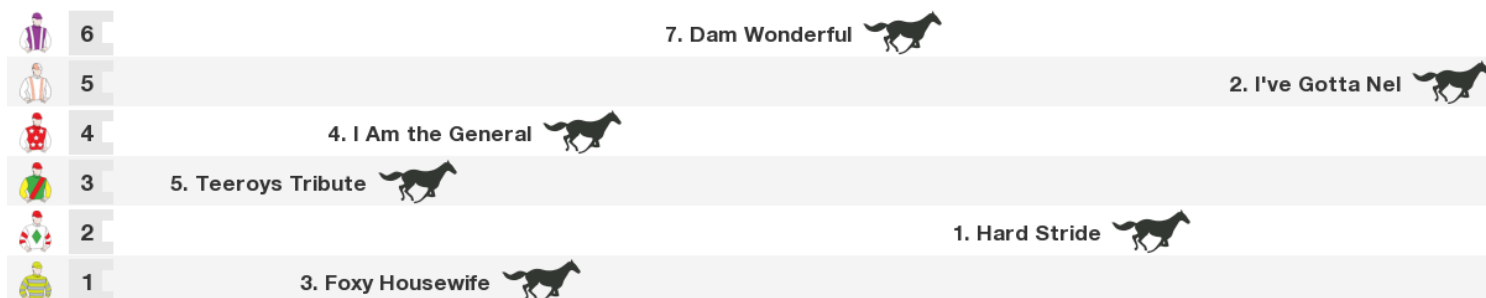 6 7. Dam Wonderful
5 2. I've Gotta Nel
4 4. I Am the General
3 5. Teeroys Tribute
2 1. Hard Stride
1 3. Foxy Housewife